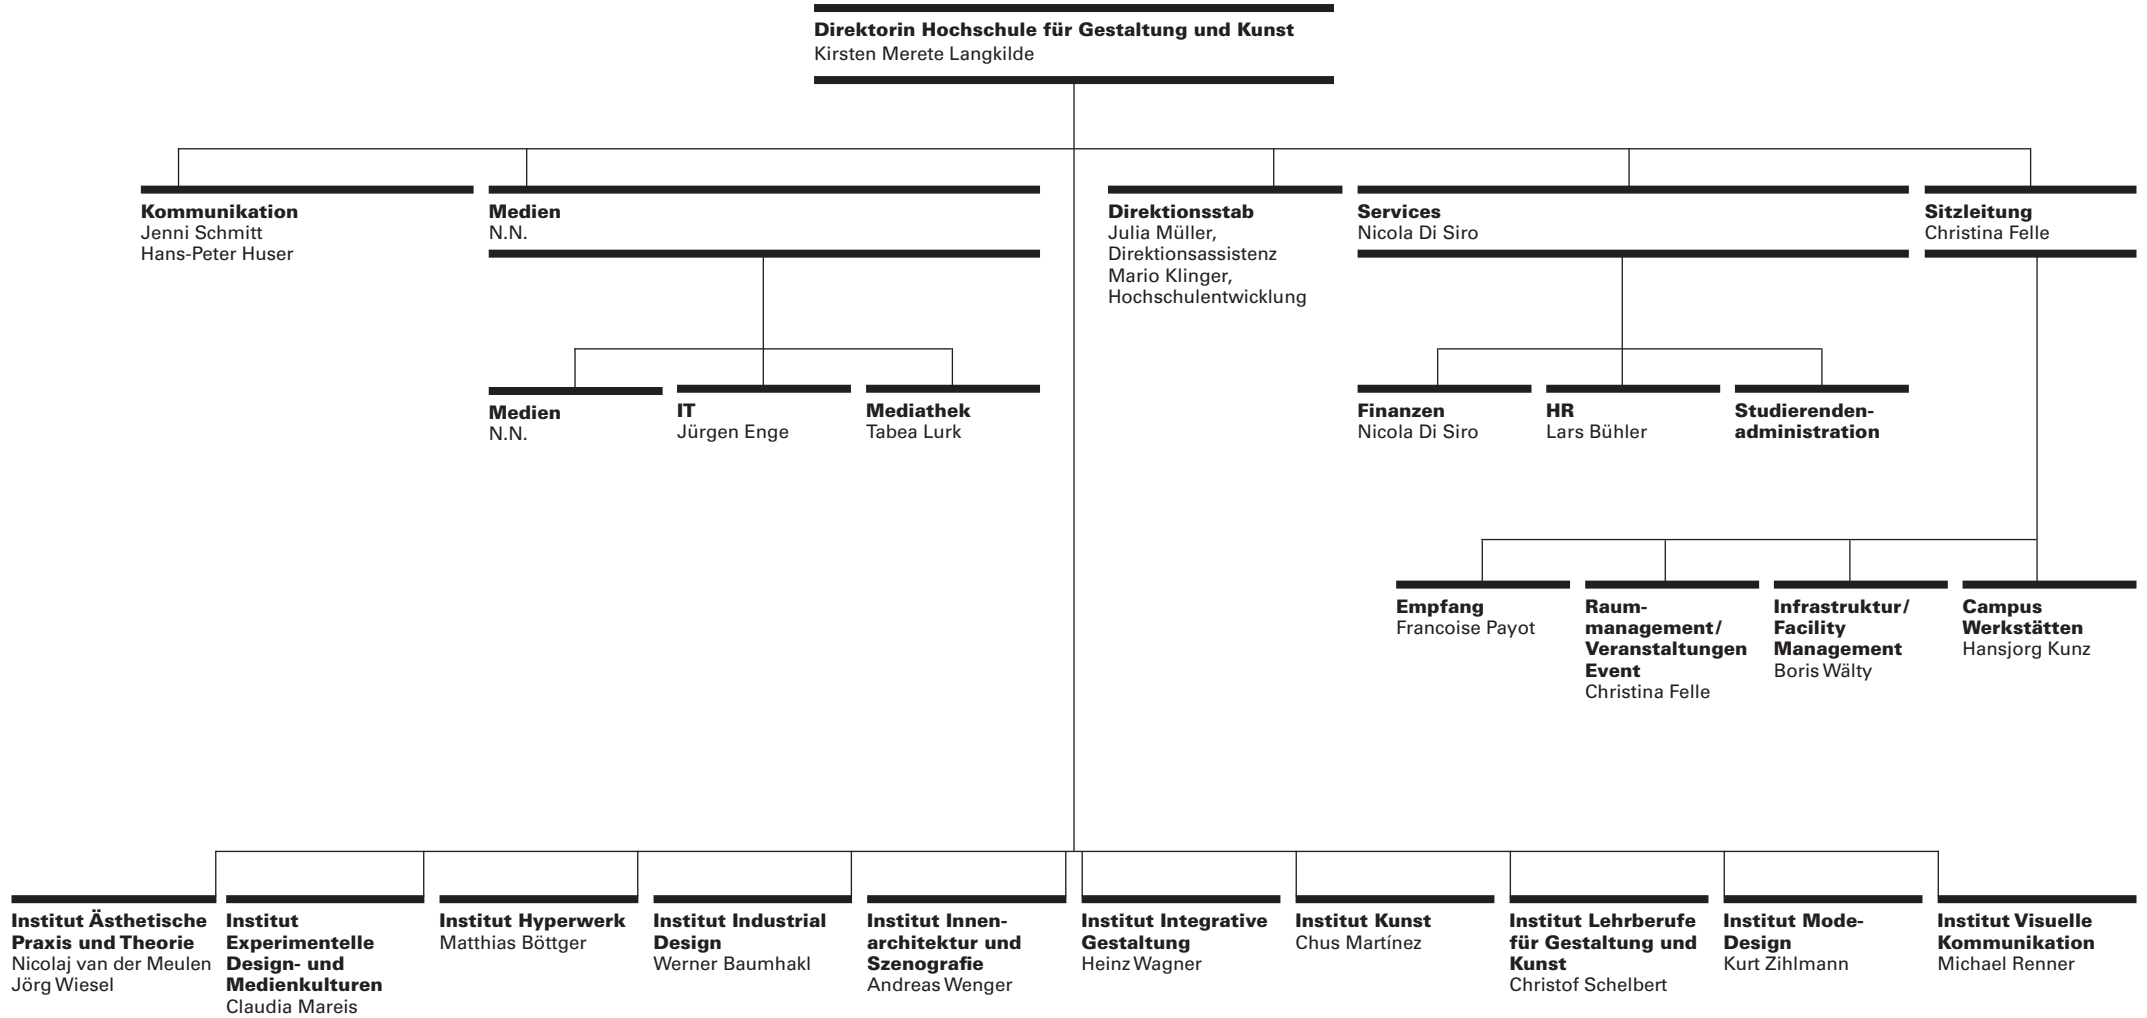 Direktorin Hochschule für Gestaltung und Kunst
Kirsten Merete Langkilde
Kommunikation
Jenni Schmitt
Hans-Peter Huser
Medien
N.N.
Direktionsstab
Julia Müller,
Direktionsassistenz
Mario Klinger,
Hochschulentwicklung
Services
Nicola Di Siro
Sitzleitung
Christina Felle
Medien
N.N.
IT
Jürgen Enge
Mediathek
Tabea Lurk
Finanzen
Nicola Di Siro
HR
Lars Bühler
Studierenden-
administration
Empfang
Francoise Payot
Raum-
management/
Veranstaltungen
Event
Christina Felle
Infrastruktur/
Facility
Management
Boris Wälty
Campus
Werkstätten
Hansjorg Kunz
Institut Ästhetische
Praxis und Theorie
Nicolaj van der Meulen
Jörg Wiesel
Institut
Experimentelle
Design- und
Medienkulturen
Claudia Mareis
Institut Hyperwerk
Matthias Böttger
Institut Industrial
Design
Werner Baumhakl
Institut Innen-
architektur und
Szenografie
Andreas Wenger
Institut Integrative
Gestaltung
Heinz Wagner
Institut Kunst
Chus Martínez
Institut Lehrberufe
für Gestaltung und
Kunst
Christof Schelbert
Institut Mode-
Design
Kurt Zihlmann
Institut Visuelle
Kommunikation
Michael Renner